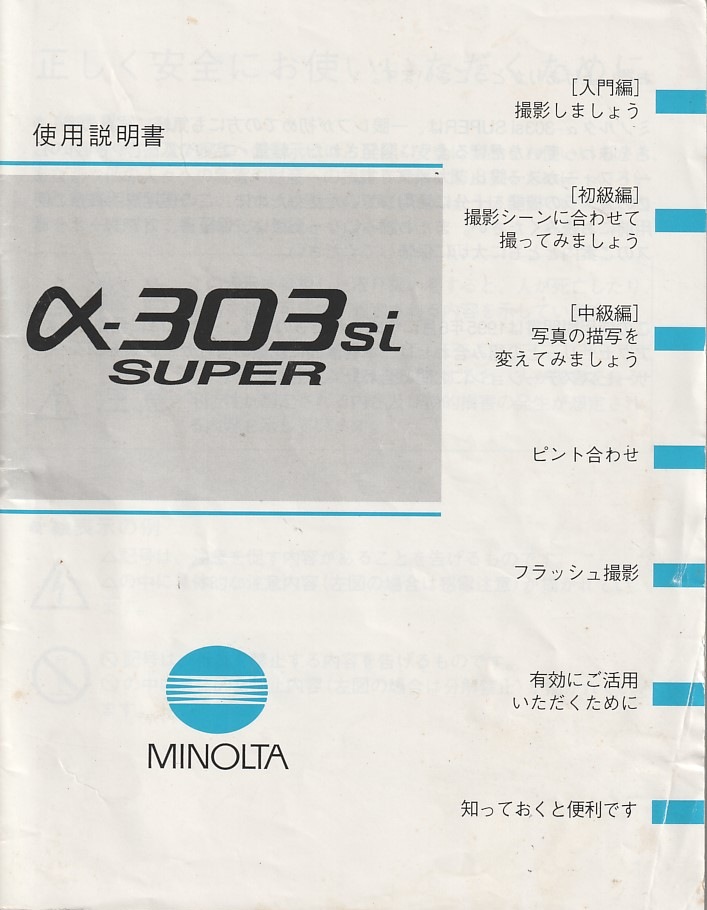 使用説明書
α-303si
SUPER
MINOLTA
[入門編]
撮影しましょう
[初級編]
撮影シーンに合わせて
撮ってみましょう
[中級編]
写真の描写を
変えてみましょう
ピント合わせ
フラッシュ撮影
有効にご活用
いただくために
知っておくと便利です